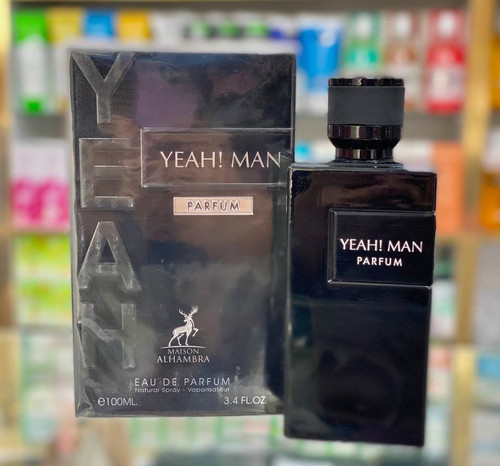 YEAH
YEAH! MAN
PARFUM
MAISON
ALHAMBRA
EAU DE PARFUM
Natural Spray - Vaporisateur
℮100ML.
3.4 FL.OZ.
YEAH! MAN
PARFUM